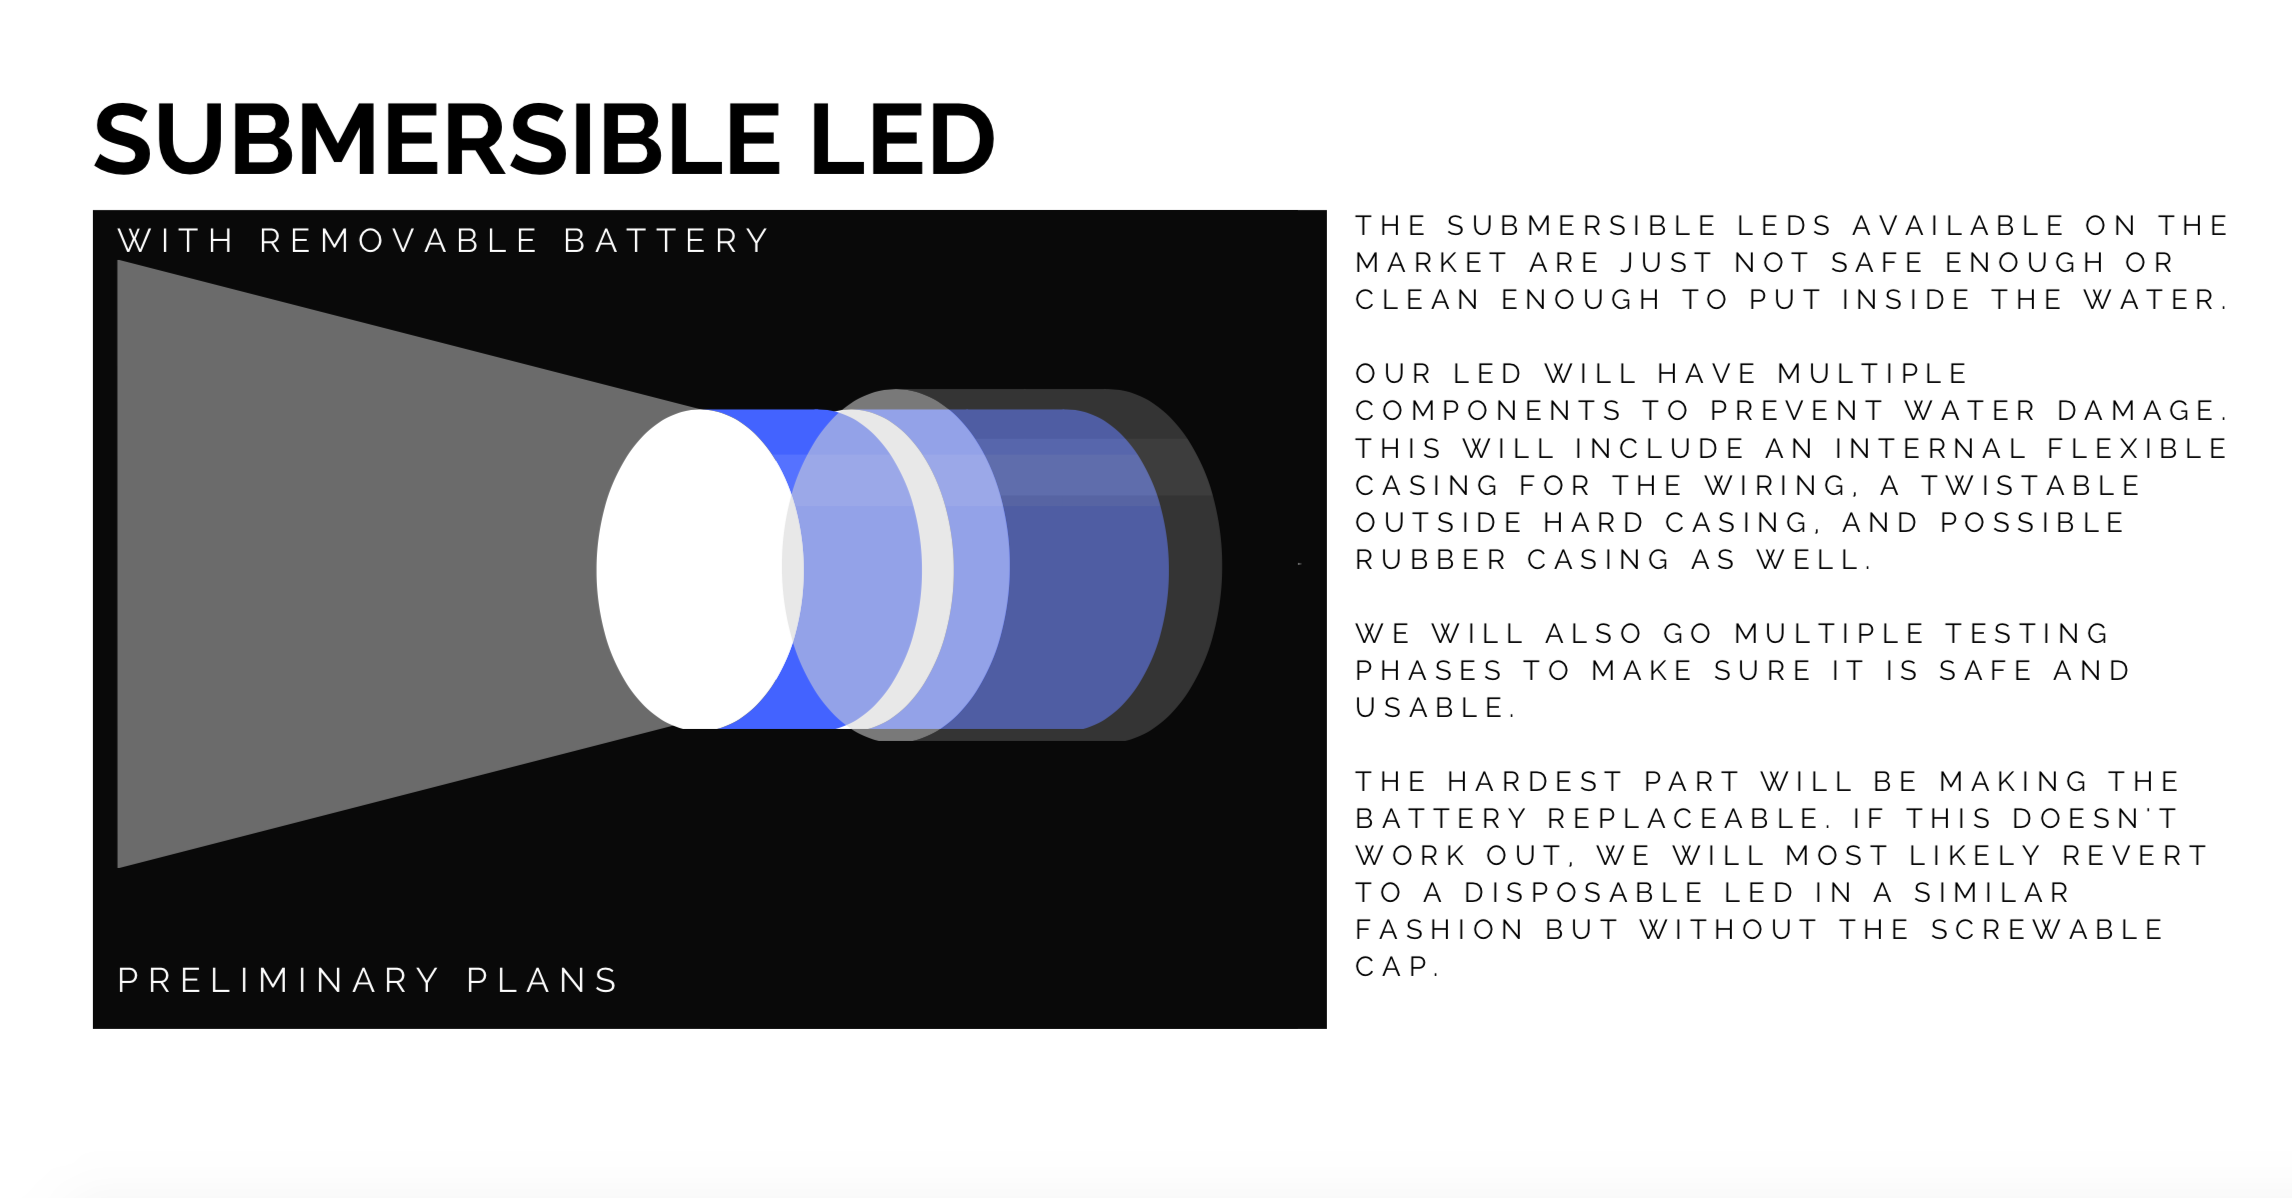 SUBMERSIBLE LED
WITH REMOVABLE BATTERY
PRELIMINARY PLANS
THE SUBMERSIBLE LEDS AVAILABLE ON THE
MARKET ARE JUST NOT SAFE ENOUGH OR
CLEAN ENOUGH TO PUT INSIDE THE WATER.
OUR LED WILL HAVE MULTIPLE
COMPONENTS TO PREVENT WATER DAMAGE.
THIS WILL INCLUDE AN INTERNAL FLEXIBLE
CASING FOR THE WIRING, A TWISTABLE
OUTSIDE HARD CASING, AND POSSIBLE
RUBBER CASING AS WELL.
WE WILL ALSO GO MULTIPLE TESTING
PHASES TO MAKE SURE IT IS SAFE AND
USABLE.
THE HARDEST PART WILL BE MAKING THE
BATTERY REPLACEABLE. IF THIS DOESN'T
WORK OUT, WE WILL MOST LIKELY REVERT
TO A DISPOSABLE LED IN A SIMILAR
FASHION BUT WITHOUT THE SCREWABLE
CAP.